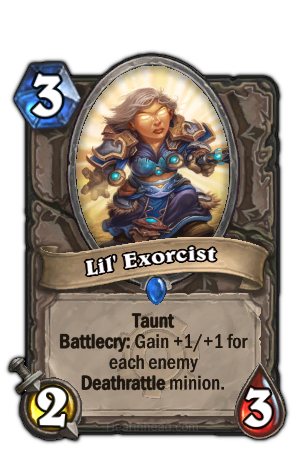 3
Lil' Exorcist
Taunt
Battlecry: Gain +1/+1 for
each enemy
Deathrattle minion.
2
3